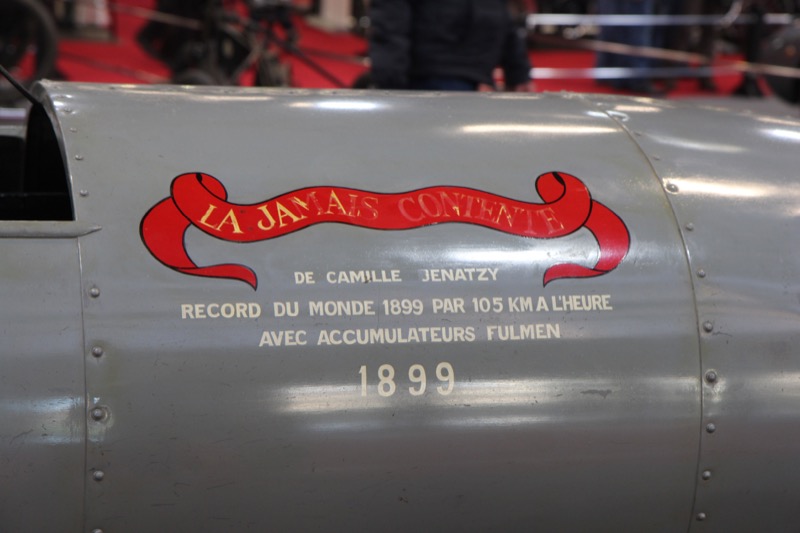 LA JAMAIS CONTENTE
DE CAMILLE JENATZY
RECORD DU MONDE 1899 PAR 105 KM A L'HEURE
AVEC ACCUMULATEURS FULMEN
1899